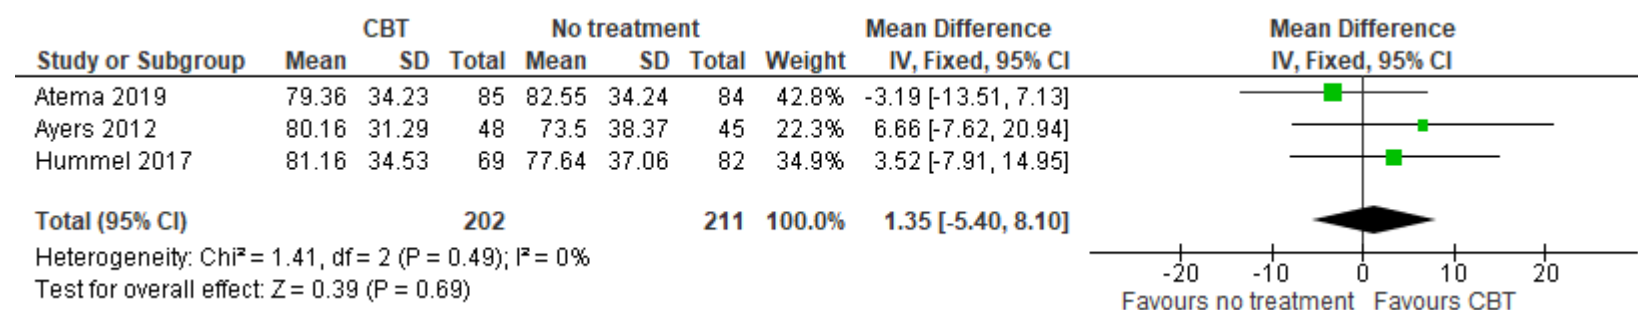 CBT No treatment Mean Difference Mean Difference
Study or Subgroup Mean SD Total Mean SD Total Weight IV, Fixed, 95% CI IV, Fixed, 95% CI
Atema 2019 79.36 34.23 85 82.55 34.24 84 42.8% -3.19 [-13.51, 7.13]
Ayers 2012 80.16 31.29 48 73.5 38.37 45 22.3% 6.66 [-7.62, 20.94]
Hummel 2017 81.16 34.53 69 77.64 37.06 82 34.9% 3.52 [-7.91, 14.95]
Total (95% CI) 202 211 100.0% 1.35 [-5.40, 8.10]
Heterogeneity: Chi² = 1.41, df = 2 (P = 0.49); I² = 0%
Test for overall effect: Z = 0.39 (P = 0.69)
-20 -10 0 10 20
Favours no treatment Favours CBT